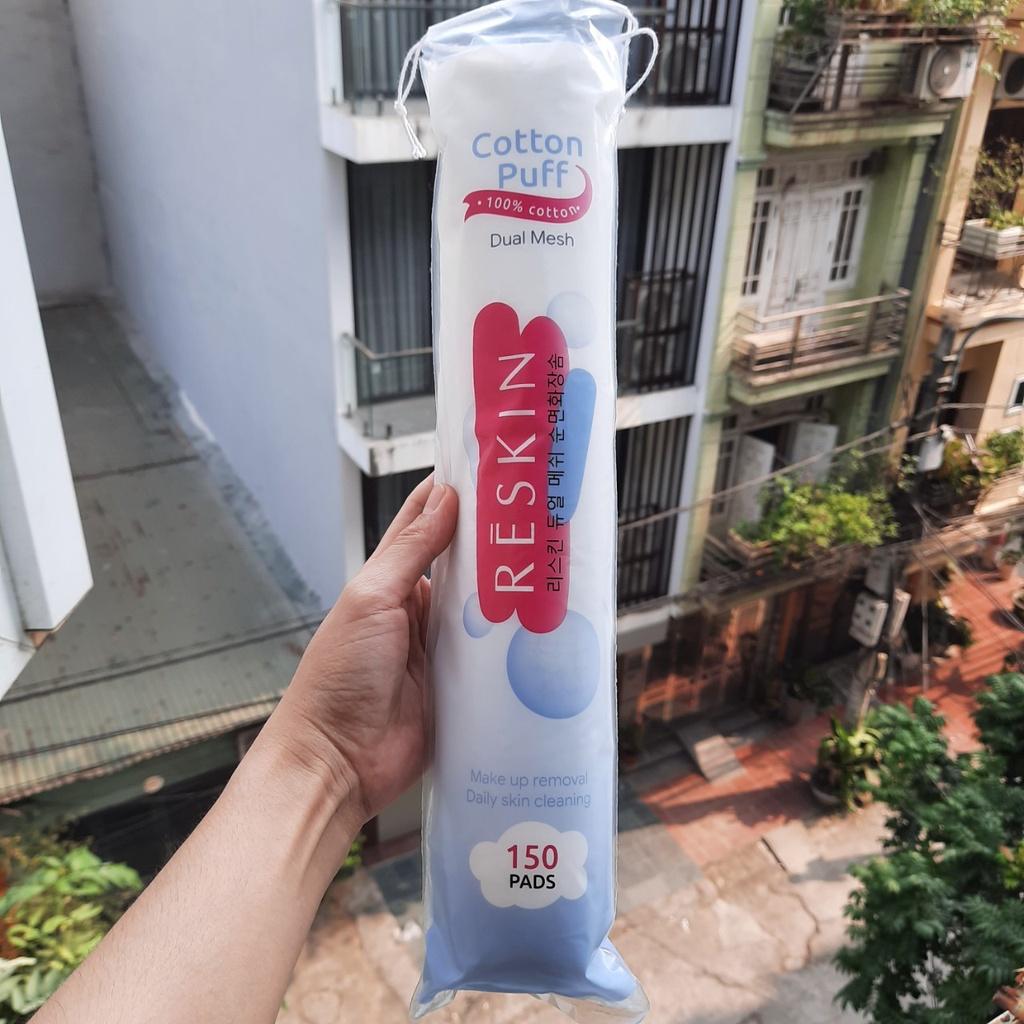 Cotton
Puff
• 100% cotton •
Dual Mesh
RĒSKIN
리스킨 듀얼 메쉬 순면화장솜
Make up removal
Daily skin cleaning
150
PADS